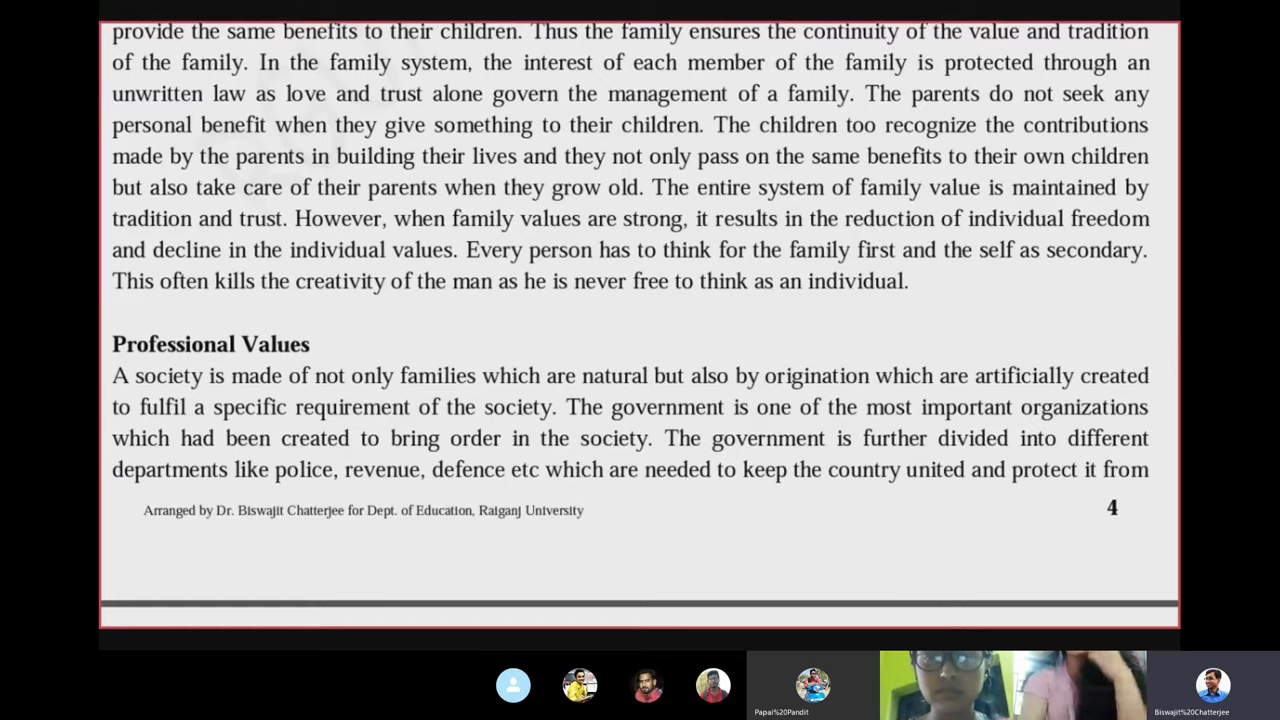 provide the same benefits to their children. Thus the family ensures the continuity of the value and tradition
of the family. In the family system, the interest of each member of the family is protected through an
unwritten law as love and trust alone govern the management of a family. The parents do not seek any
personal benefit when they give something to their children. The children too recognize the contributions
made by the parents in building their lives and they not only pass on the same benefits to their own children
but also take care of their parents when they grow old. The entire system of family value is maintained by
tradition and trust. However, when family values are strong, it results in the reduction of individual freedom
and decline in the individual values. Every person has to think for the family first and the self as secondary.
This often kills the creativity of the man as he is never free to think as an individual.
Professional Values
A society is made of not only families which are natural but also by origination which are artificially created
to fulfil a specific requirement of the society. The government is one of the most important organizations
which had been created to bring order in the society. The government is further divided into different
departments like police, revenue, defence etc which are needed to keep the country united and protect it from
Arranged by Dr. Biswajit Chatterjee for Dept. of Education, Raiganj University 4
Papai%20Pandit
Biswajit%20Chatterjee